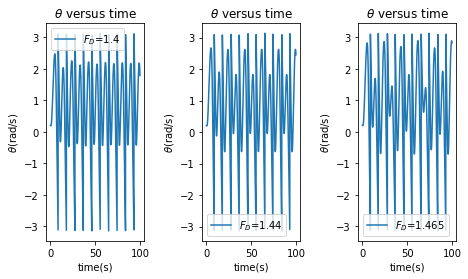 θ versus time
θ versus time
θ versus time
F_D=1.4
F_D=1.44
F_D=1.465
θ(rad/s)
3
2
1
0
−1
−2
−3
0
50
100
time(s)
θ(rad/s)
3
2
1
0
−1
−2
−3
0
50
100
time(s)
θ(rad/s)
3
2
1
0
−1
−2
−3
0
50
100
time(s)